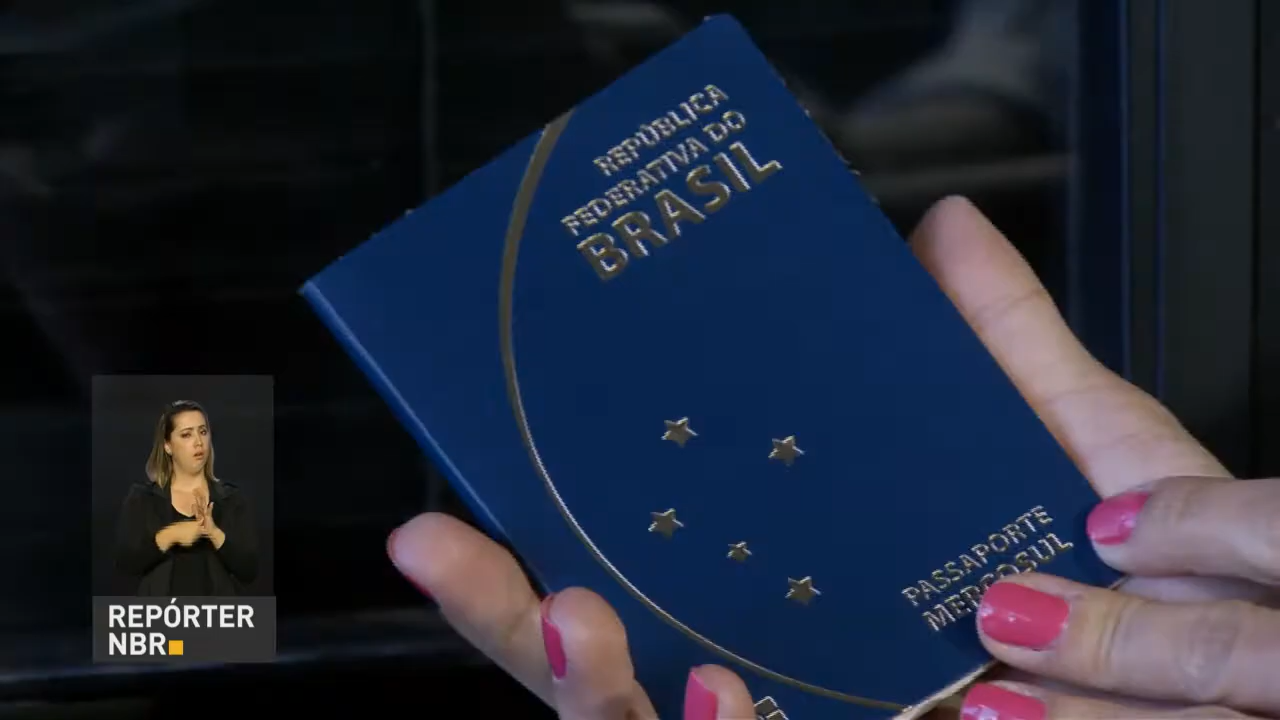 REPÚBLICA
FEDERATIVA DO
BRASIL
PASSAPORTE
MERCOSUL
REPÓRTER
NBR